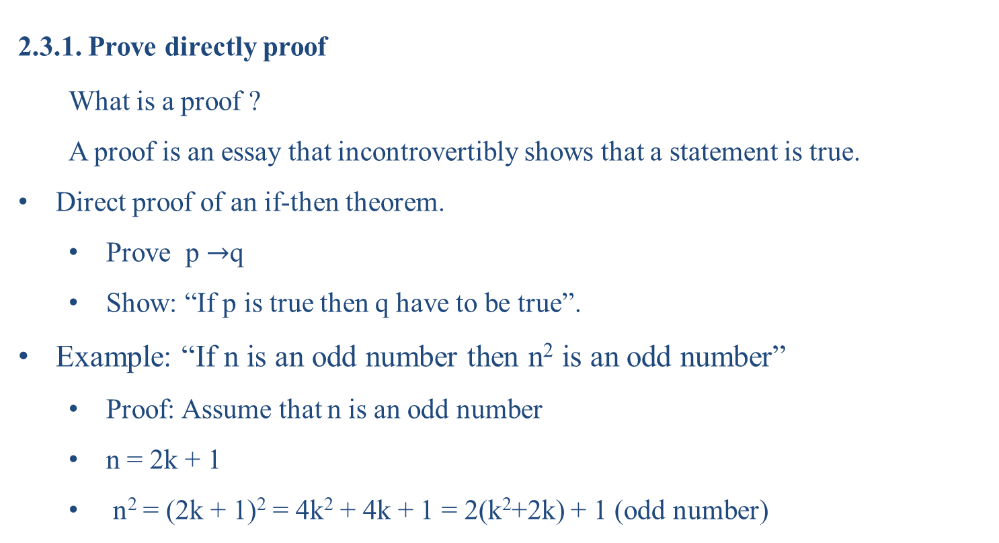 2.3.1. Prove directly proof
What is a proof ?
A proof is an essay that incontrovertibly shows that a statement is true.
• Direct proof of an if-then theorem.
• Prove p →q
• Show: “If p is true then q have to be true”.
• Example: “If n is an odd number then n² is an odd number”
• Proof: Assume that n is an odd number
• n = 2k + 1
• n² = (2k + 1)² = 4k² + 4k + 1 = 2(k²+2k) + 1 (odd number)